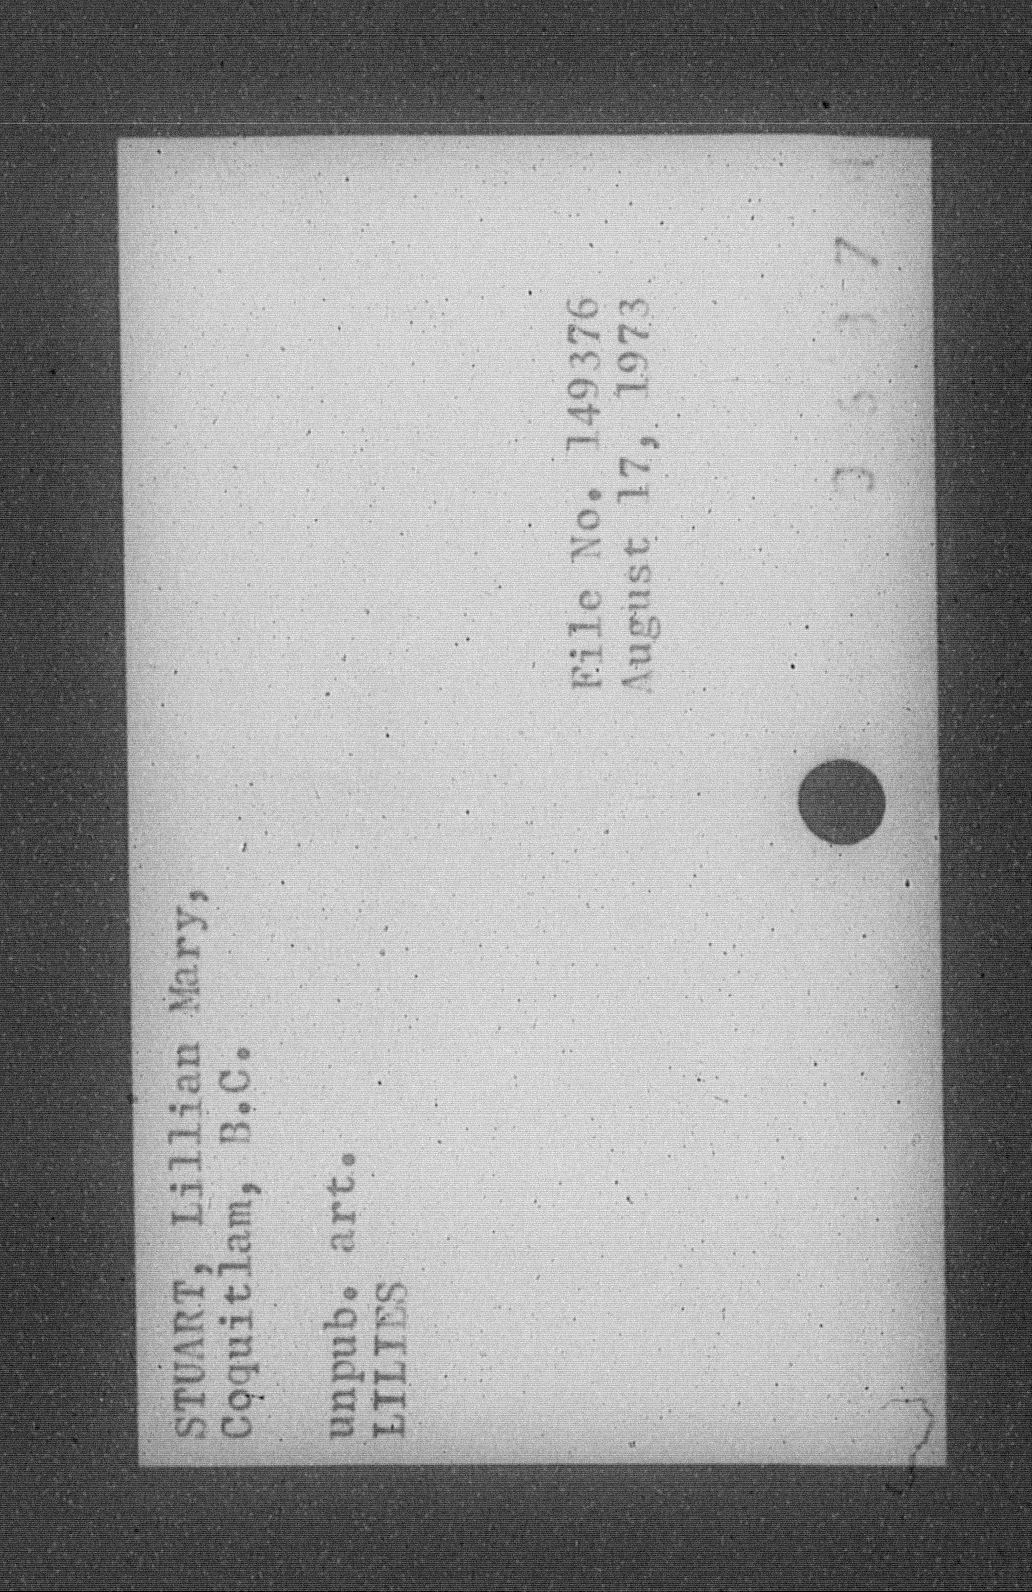 STUART, Lillian Mary,
Coquitlam, B.C.
unpub. art.
LILIES
File No. 149376
August 17, 1973